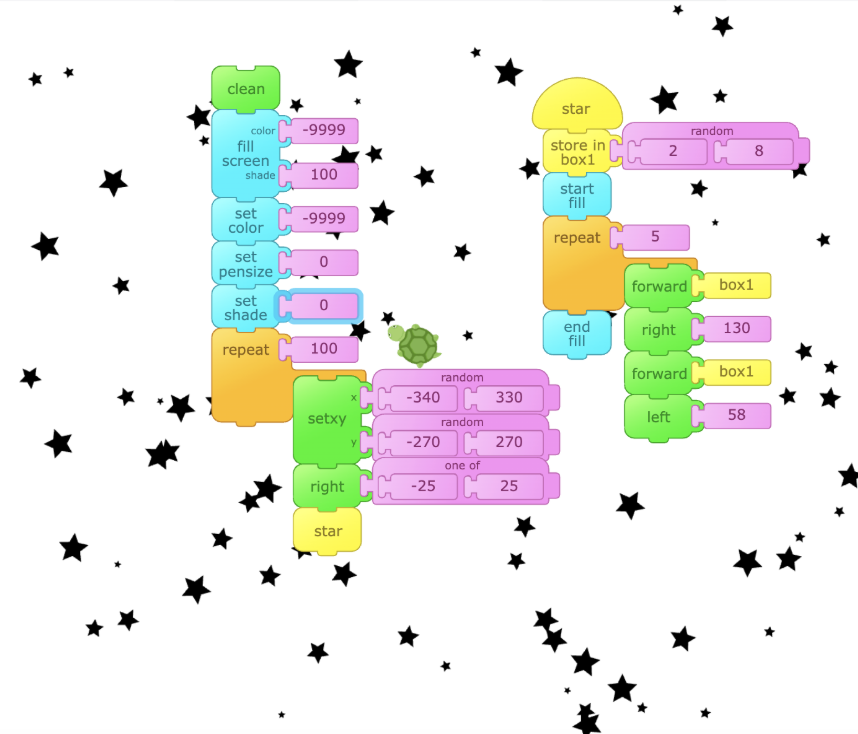 clean
color
-9999
fill
screen
shade
100
set
color
-9999
set
pensize
0
set
shade
0
repeat
100
setxy
x
random
-340
330
y
random
-270
270
right
one of
-25
25
star
star
store in
box1
random
2
8
start
fill
repeat
5
forward
box1
right
130
forward
box1
left
58
end
fill